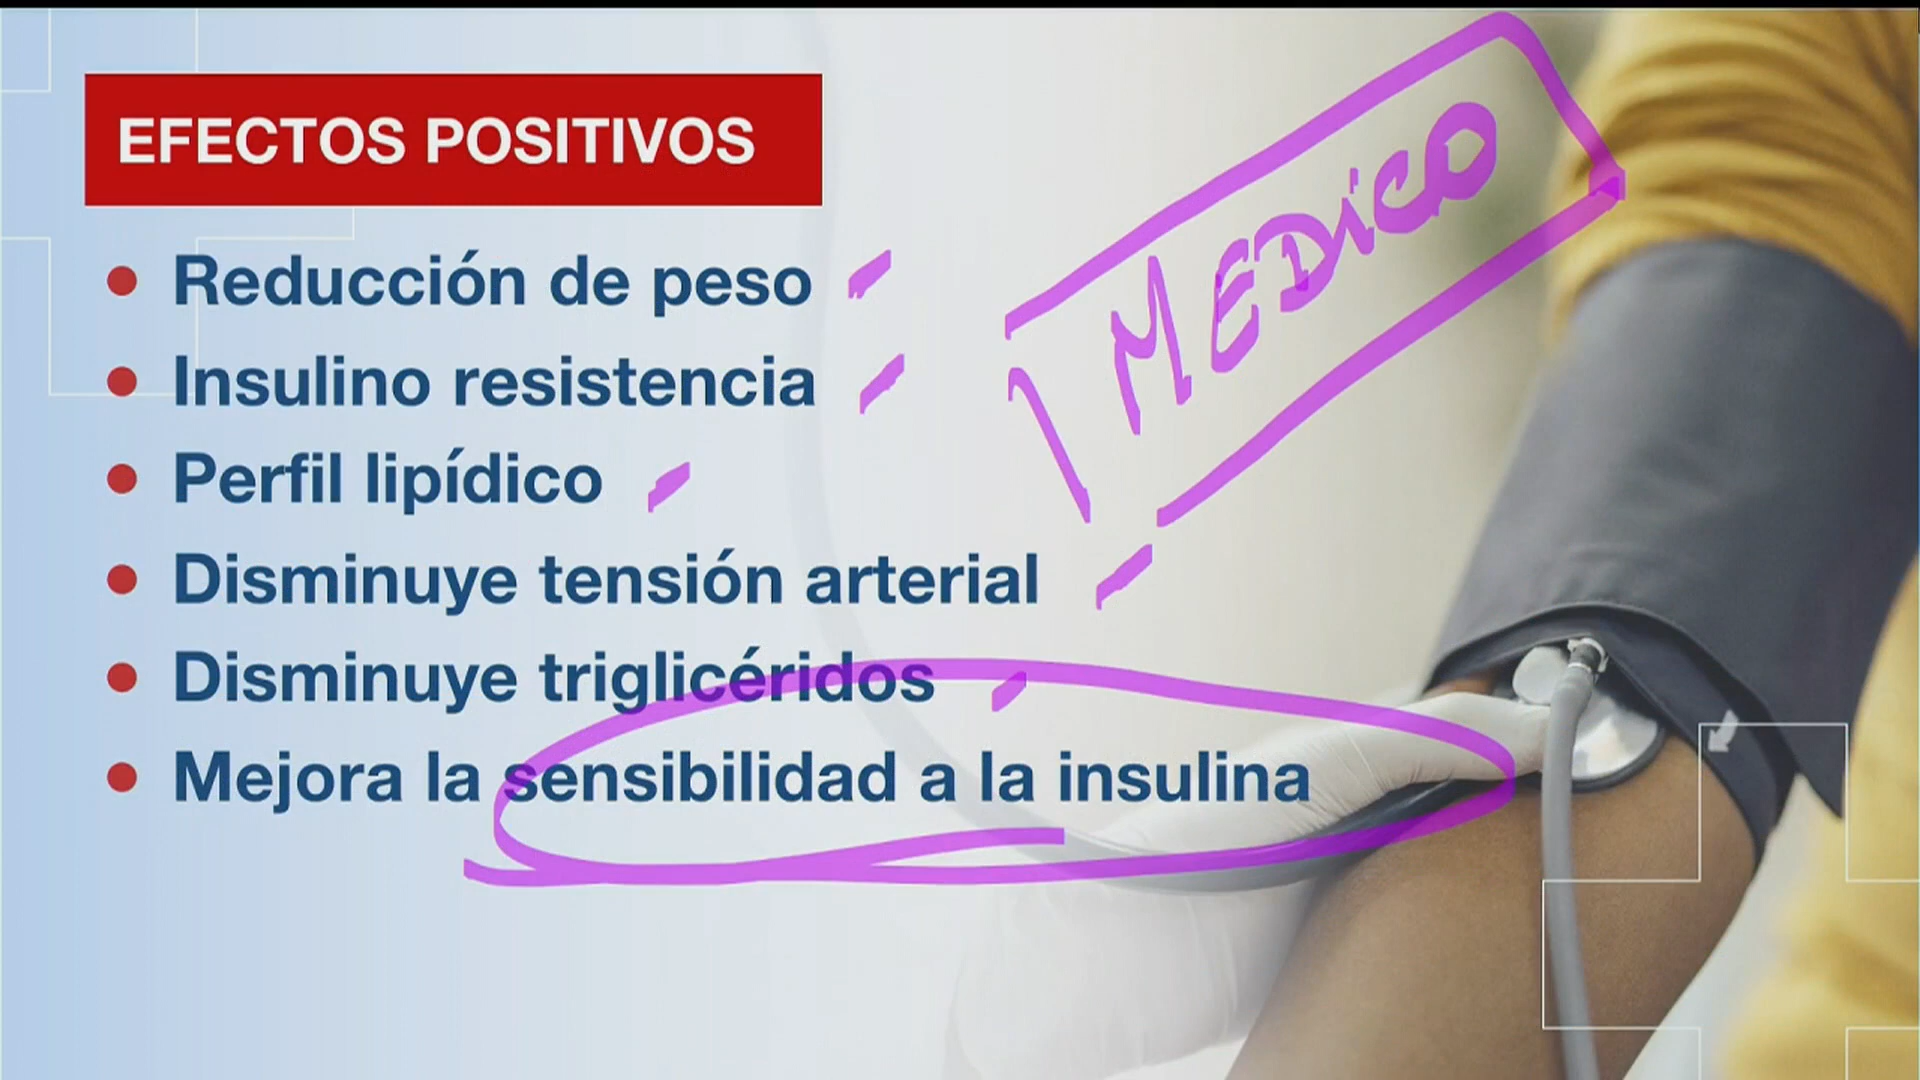 EFECTOS POSITIVOS
Reducción de peso
Insulino resistencia
Perfil lipídico
Disminuye tensión arterial
Disminuye triglicéridos
Mejora la sensibilidad a la insulina
MEDiCO